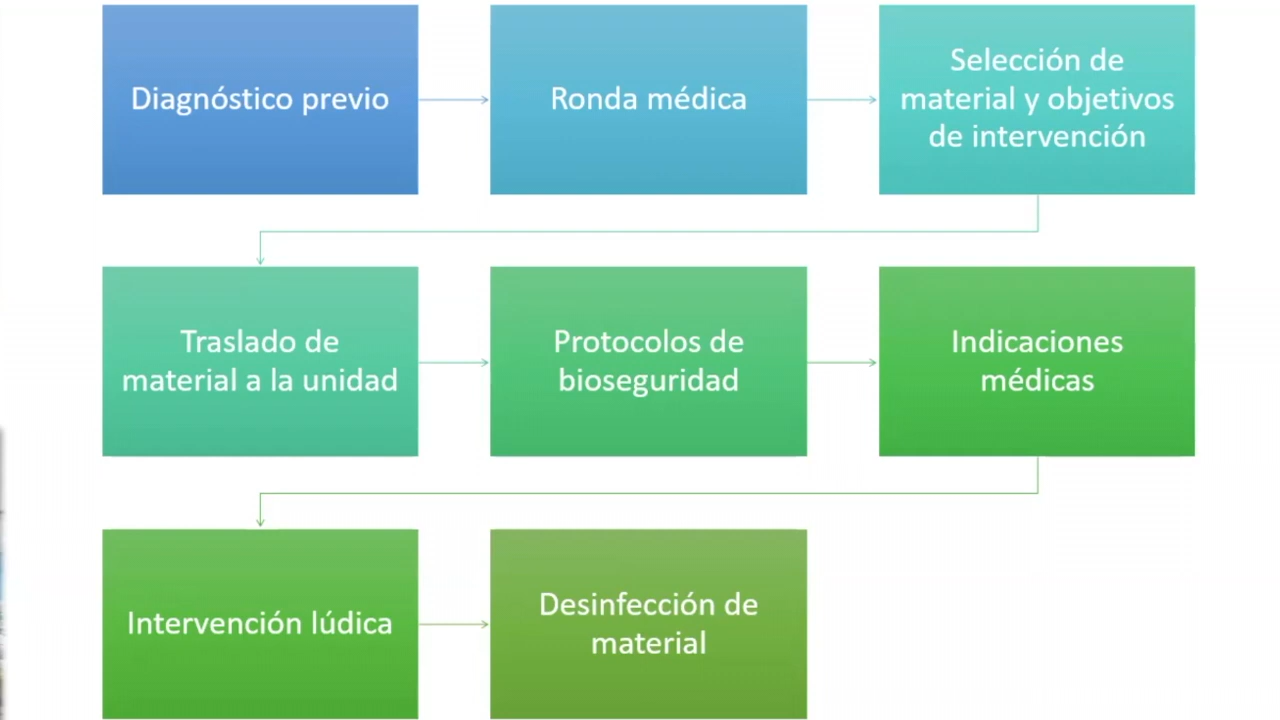 Diagnóstico previo
Ronda médica
Selección de
material y objetivos
de intervención
Traslado de
material a la unidad
Protocolos de
bioseguridad
Indicaciones
médicas
Intervención lúdica
Desinfección de
material